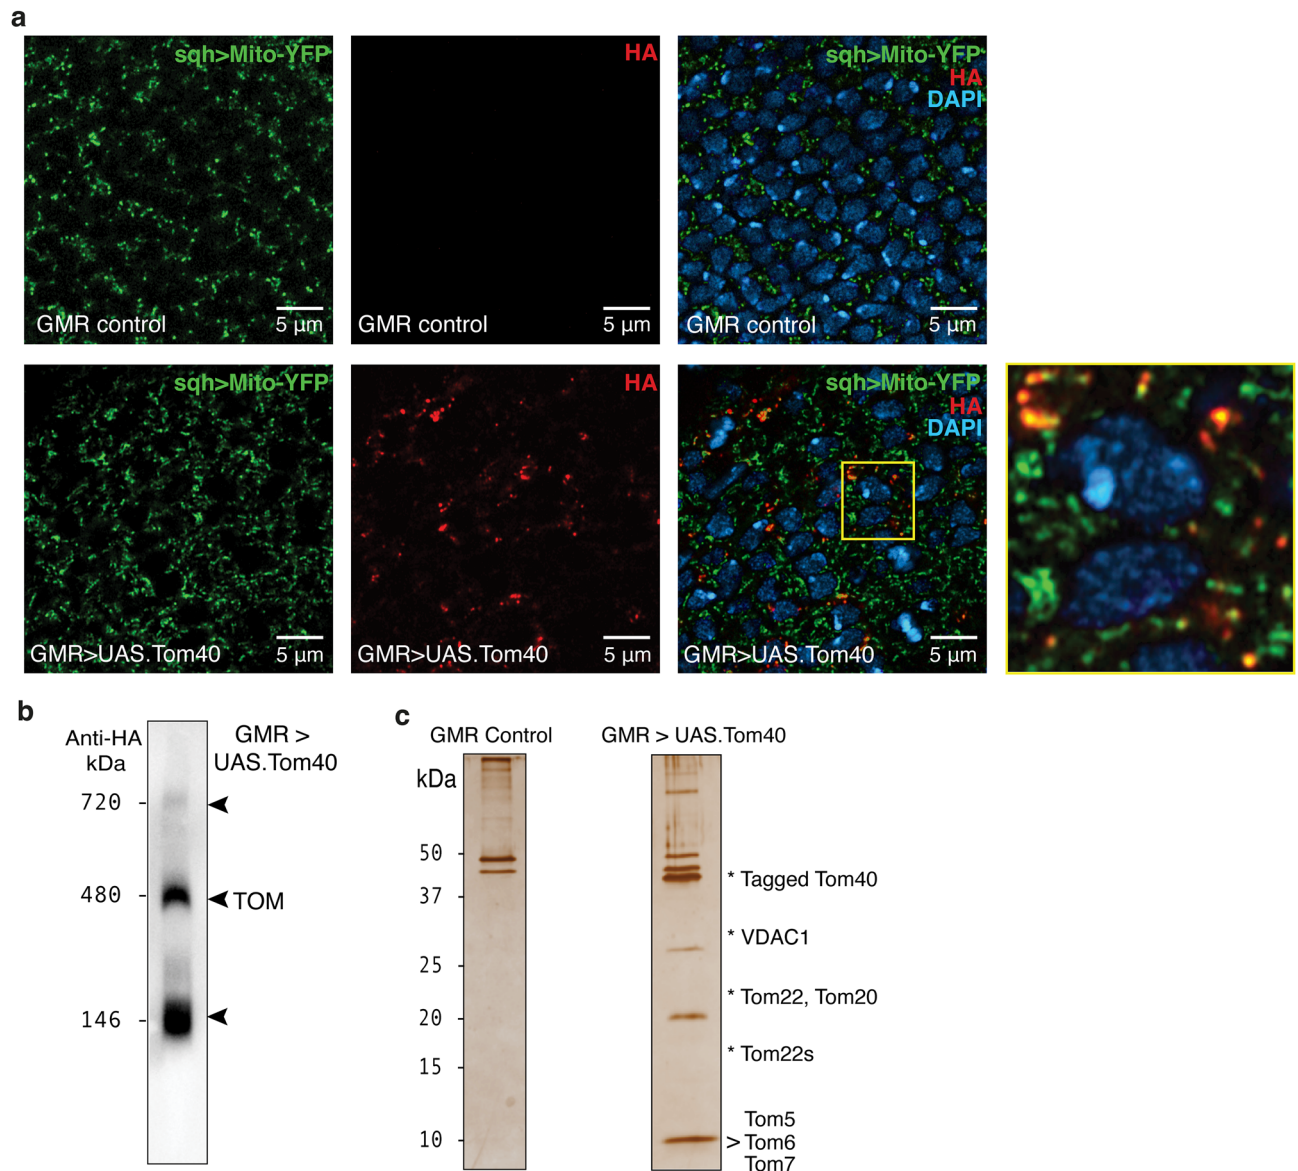 a
sqh>Mito-YFP
GMR control
5 µm
HA
GMR control
5 µm
sqh>Mito-YFP
HA
DAPI
GMR control
5 µm
sqh>Mito-YFP
GMR>UAS.Tom40
5 µm
HA
GMR>UAS.Tom40
5 µm
sqh>Mito-YFP
HA
DAPI
GMR>UAS.Tom40
5 µm
b
Anti-HA
kDa
GMR >
UAS.Tom40
720 -
480 -
TOM
146 -
c
GMR Control
GMR > UAS.Tom40
kDa
50 -
37 -
25 -
20 -
15 -
10 -
* Tagged Tom40
* VDAC1
* Tom22, Tom20
* Tom22s
Tom5
> Tom6
Tom7